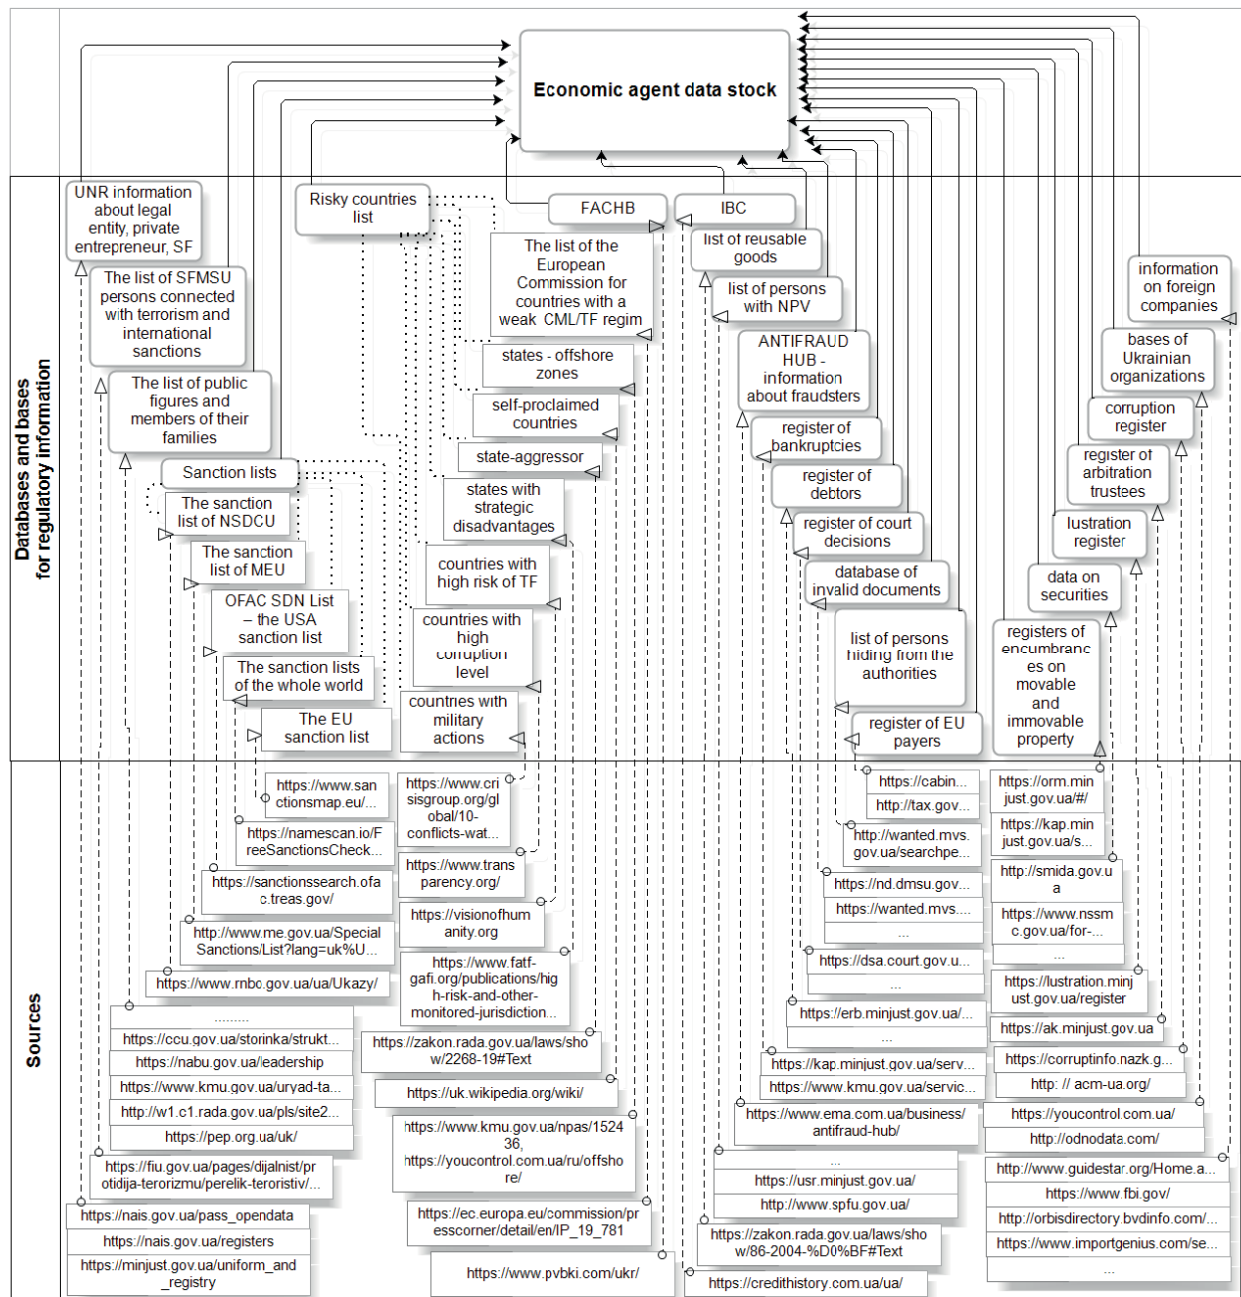 Economic agent data stock
Databases and bases
for regulatory information
UNR information
about legal
entity, private
entrepreneur, SF
The list of SFMSU
persons connected
with terrorism and
international
sanctions
The list of public
figures and
members of their
families
Sanction lists
The sanction
list of NSDCU
The sanction
list of MEU
OFAC SDN List
– the USA
sanction list
The sanction lists
of the whole world
The EU
sanction list
Risky countries
list
FACHB
The list of the
European
Commission for
countries with a
weak CML/TF regim
states - offshore
zones
self-proclaimed
countries
state-aggressor
states with
strategic
disadvantages
countries with
high risk of TF
countries with
high
corruption
level
countries with
military
actions
IBC
list of reusable
goods
list of persons
with NPV
ANTIFRAUD
HUB -
information
about fraudsters
register of
bankruptcies
register of
debtors
register of court
decisions
database of
invalid documents
list of persons
hiding from the
authorities
register of EU
payers
information
on foreign
companies
bases of
Ukrainian
organizations
corruption
register
register of
arbitration
trustees
lustration
register
data on
securities
registers of
encumbranc
es on
movable
and
immovable
property
Sources
https://www.san
ctionsmap.eu/...
https://namescan.io/F
reeSanctionsCheck...
https://sanctionssearch.ofa
c.treas.gov/
http://www.me.gov.ua/Special
Sanctions/List?lang=uk%U...
https://www.rnbo.gov.ua/ua/Ukazy/
.........
https://ccu.gov.ua/storinka/strukt...
https://nabu.gov.ua/leadership
https://www.kmu.gov.ua/uryad-ta...
http://w1.c1.rada.gov.ua/pls/site2...
https://pep.org.ua/uk/
https://fiu.gov.ua/pages/dijalnist/pr
otidija-terorizmu/perelik-teroristiv/...
https://nais.gov.ua/pass_opendata
https://nais.gov.ua/registers
https://minjust.gov.ua/uniform_and
_registry
https://www.cri
sisgroup.org/gl
obal/10-
conflicts-wat...
https://www.trans
parency.org/
https://visionofhum
anity.org
https://www.fatf-
gafi.org/publications/hig
h-risk-and-other-
monitored-jurisdiction...
https://zakon.rada.gov.ua/laws/sho
w/2268-19#Text
https://uk.wikipedia.org/wiki/
https://www.kmu.gov.ua/npas/1524
36,
https://youcontrol.com.ua/ru/offsho
re/
https://ec.europa.eu/commission/pr
esscorner/detail/en/IP_19_781
https://www.pvbki.com/ukr/
https://cabin...
http://tax.gov...
http://wanted.mvs.
gov.ua/searchpe...
https://nd.dmsu.gov...
https://wanted.mvs....
...
https://dsa.court.gov.u...
...
https://erb.minjust.gov.ua/...
...
https://kap.minjust.gov.ua/serv...
https://www.kmu.gov.ua/servic...
https://www.ema.com.ua/business/
antifraud-hub/
...
https://usr.minjust.gov.ua/
http://www.spfu.gov.ua/
https://zakon.rada.gov.ua/laws/sho
w/86-2004-%D0%BF#Text
https://credithistory.com.ua/ua/
https://orm.min
just.gov.ua/#/
https://kap.min
just.gov.ua/s...
http://smida.gov.u
a
https://www.nssm
c.gov.ua/for-...
...
https://lustration.minj
ust.gov.ua/register
https://ak.minjust.gov.ua
https://corruptinfo.nazk.g...
http: // acm-ua.org/
https://youcontrol.com.ua/
http://odnodata.com/
http://www.guidestar.org/Home.a...
https://www.fbi.gov/
http://orbisdirectory.bvdinfo.com/...
https://www.importgenius.com/se...
...